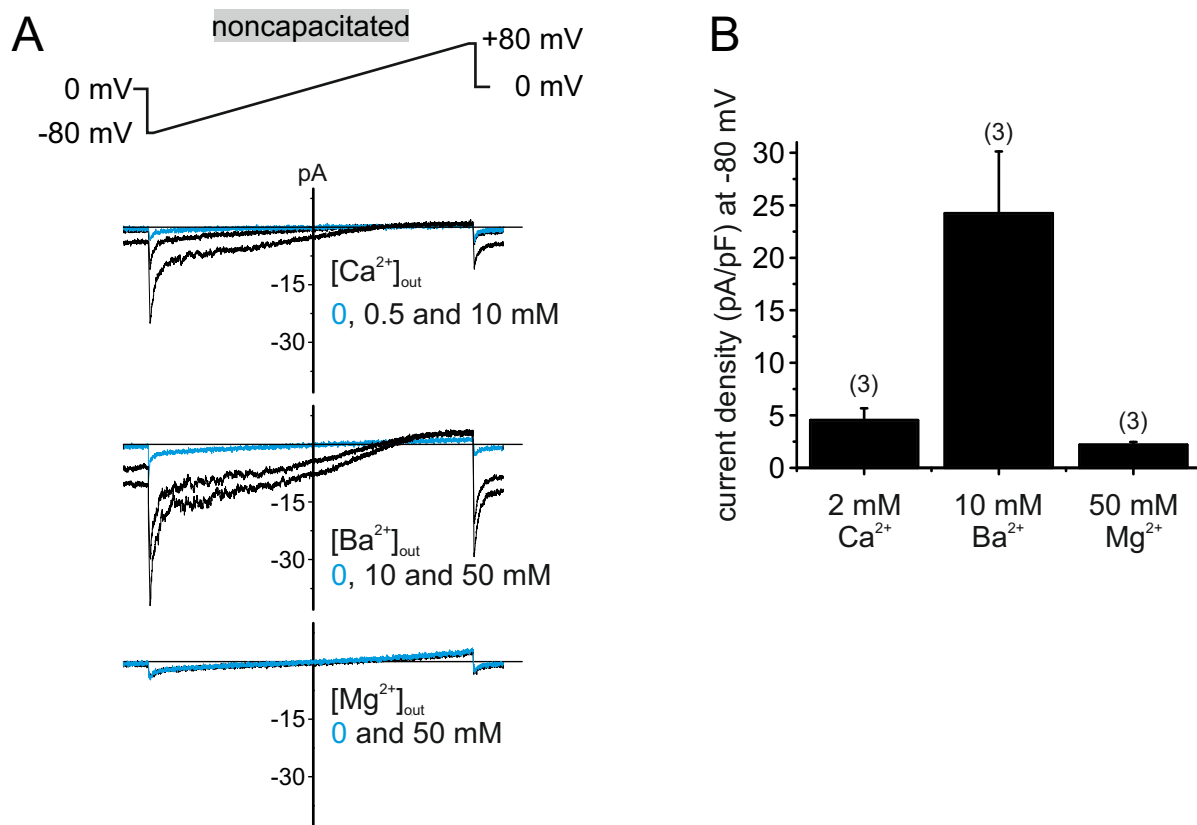 A
noncapacitated
+80 mV
0 mV
0 mV
-80 mV
pA
-15
[Ca²⁺]out
0, 0.5 and 10 mM
-30
-15
[Ba²⁺]out
-30
0, 10 and 50 mM
[Mg²⁺]out
-15
0 and 50 mM
-30
B
current density (pA/pF) at -80 mV
30
25
20
15
10
5
0
(3)
(3)
(3)
2 mM
Ca²⁺
10 mM
Ba²⁺
50 mM
Mg²⁺